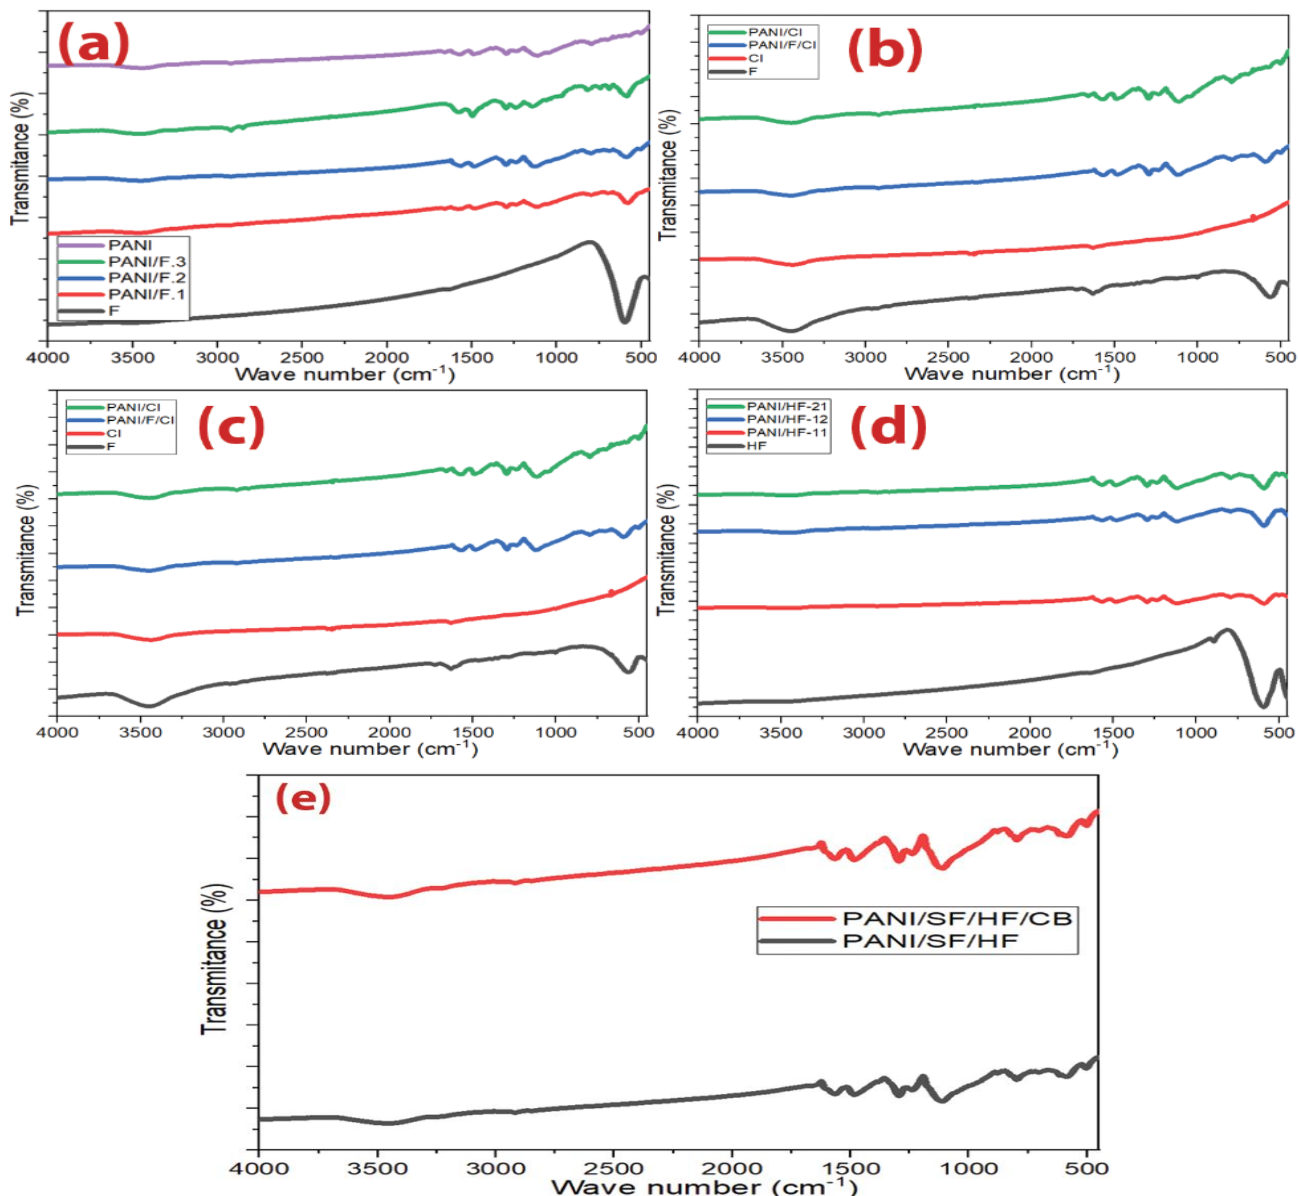 (a)
Transmitance (%)
PANI
PANI/F.3
PANI/F.2
PANI/F.1
F
4000 3500 3000 2500 2000 1500 1000 500
Wave number (cm⁻¹)
(b)
Transmitance (%)
PANI/CI
PANI/F/CI
CI
F
4000 3500 3000 2500 2000 1500 1000 500
Wave number (cm⁻¹)
(c)
Transmitance (%)
PANI/CI
PANI/F/CI
CI
F
4000 3500 3000 2500 2000 1500 1000 500
Wave number (cm⁻¹)
(d)
Transmitance (%)
PANI/HF-21
PANI/HF-12
PANI/HF-11
HF
4000 3500 3000 2500 2000 1500 1000 500
Wave number (cm⁻¹)
(e)
Transmitance (%)
PANI/SF/HF/CB
PANI/SF/HF
4000 3500 3000 2500 2000 1500 1000 500
Wave number (cm⁻¹)